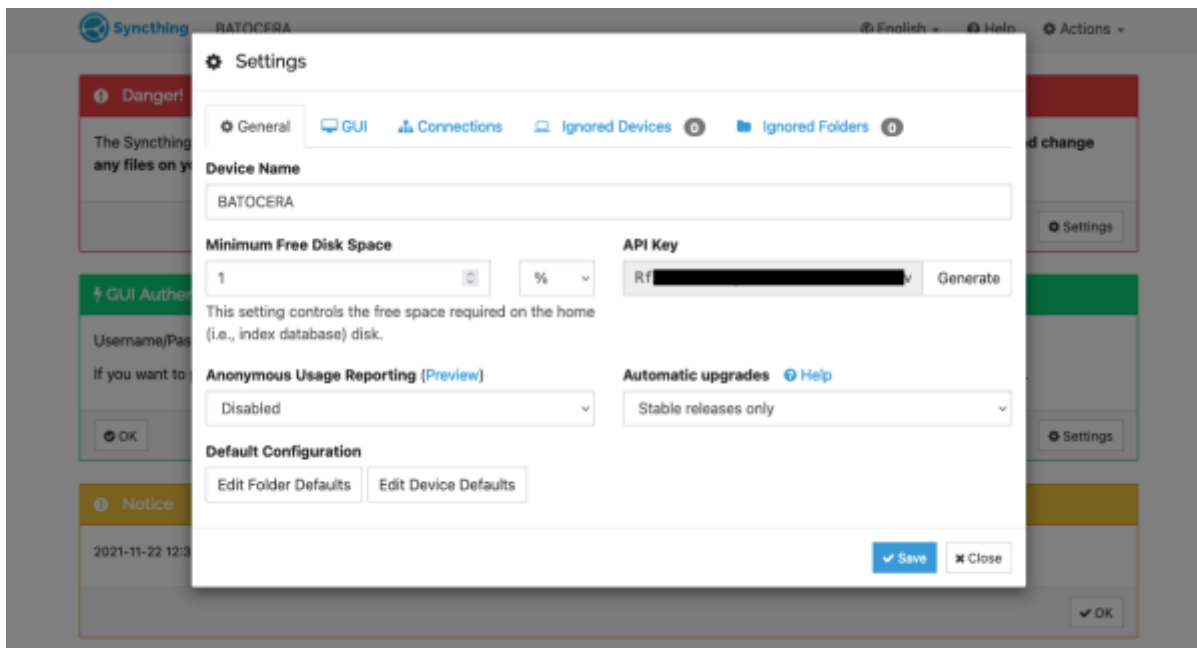 Syncthing BATOCERA English Help Actions
Settings
Danger!
General GUI Connections Ignored Devices 0 Ignored Folders 0
The Syncthing d change
any files on y
Device Name
BATOCERA
Settings
Minimum Free Disk Space API Key
1 % Rf v Generate
GUI Authen
This setting controls the free space required on the home
(i.e., index database) disk.
Username/Pas
If you want to
Anonymous Usage Reporting (Preview) Automatic upgrades Help
Disabled Stable releases only
OK Settings
Default Configuration
Edit Folder Defaults Edit Device Defaults
Notice
2021-11-22 12:3
Save Close
OK